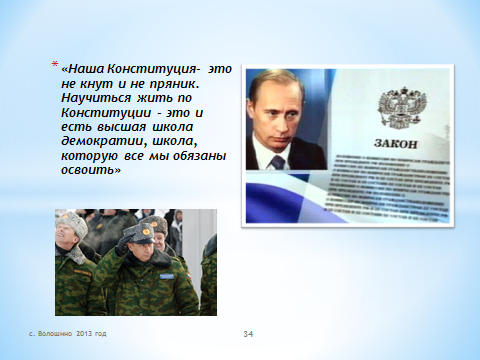 * «Наша Конституция- это
не кнут и не пряник.
Научиться жить по
Конституции - это и
есть высшая школа
демократии, школа,
которую все мы обязаны
освоить»
ЗАКОН
с. Волошино 2013 год
34